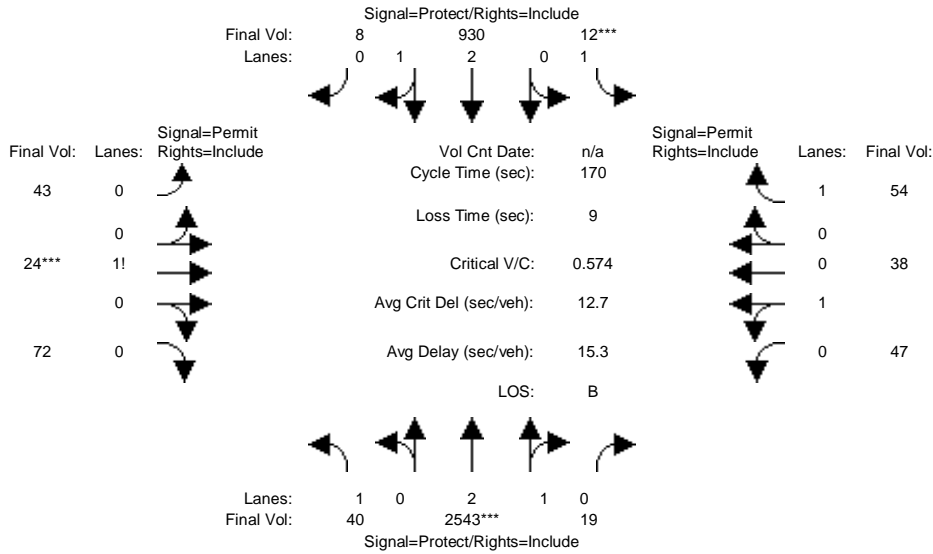 Signal=Protect/Rights=Include
Final Vol: 8 930 12***
Lanes: 0 1 2 0 1
Signal=Permit Signal=Permit
Final Vol: Lanes: Rights=Include Vol Cnt Date: n/a Rights=Include Lanes: Final Vol:
Cycle Time (sec): 170
43 0 1 54
Loss Time (sec): 9
0 0
24*** 1! Critical V/C: 0.574 0 38
0 Avg Crit Del (sec/veh): 12.7 1
72 0 Avg Delay (sec/veh): 15.3 0 47
LOS: B
Lanes: 1 0 2 1 0
Final Vol: 40 2543*** 19
Signal=Protect/Rights=Include